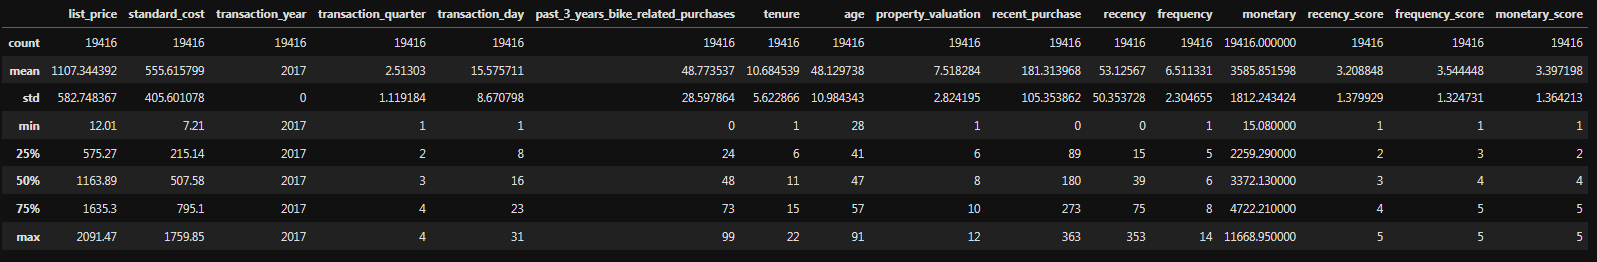 list_price standard_cost transaction_year transaction_quarter transaction_day past_3_years_bike_related_purchases tenure age property_valuation recent_purchase recency frequency monetary recency_score frequency_score monetary_score
count 19416 19416 19416 19416 19416 19416 19416 19416 19416 19416 19416 19416 19416.000000 19416 19416 19416
mean 1107.344392 555.615799 2017 2.51303 15.575711 48.773537 10.684539 48.129738 7.518284 181.313968 53.12567 6.511331 3585.851598 3.208848 3.544448 3.397198
std 582.748367 405.601078 0 1.119184 8.670798 28.597864 5.622866 10.984343 2.824195 105.353862 50.353728 2.304655 1812.243424 1.379929 1.324731 1.364213
min 12.01 7.21 2017 1 1 0 1 28 1 0 0 1 15.080000 1 1 1
25% 575.27 215.14 2017 2 8 24 6 41 6 89 15 5 2259.290000 2 3 2
50% 1163.89 507.58 2017 3 16 48 11 47 8 180 39 6 3372.130000 3 4 4
75% 1635.3 795.1 2017 4 23 73 15 57 10 273 75 8 4722.210000 4 5 5
max 2091.47 1759.85 2017 4 31 99 22 91 12 363 353 14 11668.950000 5 5 5